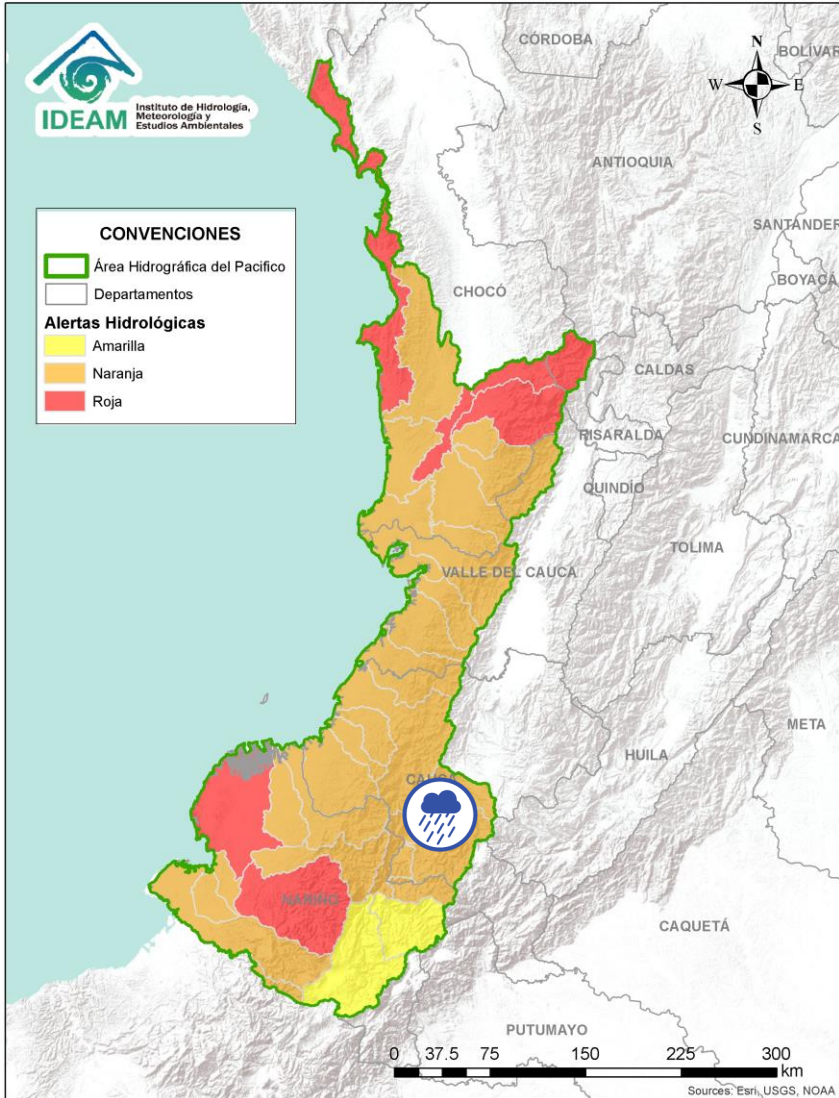 IDEAM
Instituto de Hidrología,
Meteorología y
Estudios Ambientales
N
W
E
S
CONVENCIONES
Área Hidrográfica del Pacifico
Departamentos
Alertas Hidrológicas
Amarilla
Naranja
Roja
CÓRDOBA
BOLÍVAR
ANTIOQUIA
SANTANDER
BOYACÁ
CHOCÓ
CALDAS
RISARALDA
CUNDINAMARCA
QUINDÍO
TOLIMA
VALLE DEL CAUCA
META
HUILA
CAUCA
NARIÑO
CAQUETÁ
PUTUMAYO
0 37.5 75 150 225 300
km
Sources: Esri, USGS, NOAA